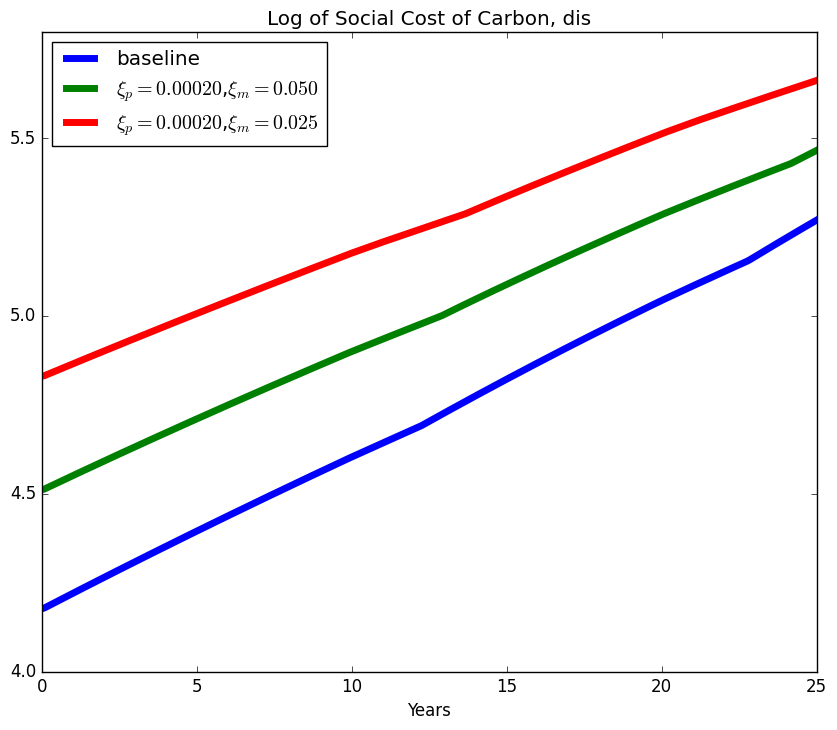 Log of Social Cost of Carbon, dis
baseline
ξₚ = 0.00020,ξₘ = 0.050
ξₚ = 0.00020,ξₘ = 0.025
5.5
5.0
4.5
4.0
0 5 10 15 20 25
Years